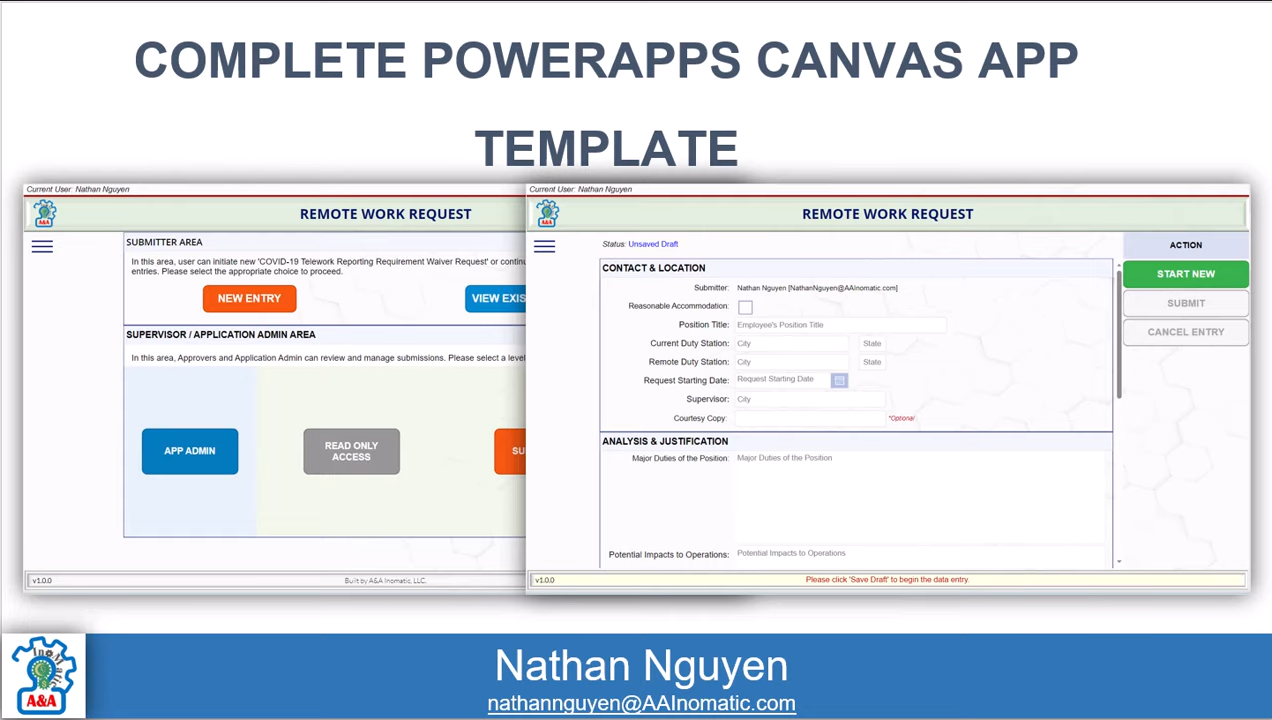 COMPLETE POWERAPPS CANVAS APP
TEMPLATE
Current User: Nathan Nguyen
A&A
REMOTE WORK REQUEST
SUBMITTER AREA
In this area, user can initiate new 'COVID-19 Telework Reporting Requirement Waiver Request' or continu
entries. Please select the appropriate choice to proceed.
NEW ENTRY
VIEW EXIS
SUPERVISOR / APPLICATION ADMIN AREA
In this area, Approvers and Application Admin can review and manage submissions. Please select a level
APP ADMIN
READ ONLY
ACCESS
SU
v1.0.0
Built by A&A Inomatic, LLC.
Current User: Nathan Nguyen
A&A
REMOTE WORK REQUEST
Status: Unsaved Draft
CONTACT & LOCATION
Submitter: Nathan Nguyen [NathanNguyen@AAInomatic.com]
Reasonable Accommodation:
Position Title: Employee's Position Title
Current Duty Station: City State
Remote Duty Station: City State
Request Starting Date: Request Starting Date
Supervisor: City
Courtesy Copy: *Optional
ANALYSIS & JUSTIFICATION
Major Duties of the Position: Major Duties of the Position
Potential Impacts to Operations: Potential Impacts to Operations
ACTION
START NEW
SUBMIT
CANCEL ENTRY
v1.0.0
Please click 'Save Draft' to begin the data entry.
InoMatic
A&A
Nathan Nguyen
nathannguyen@AAInomatic.com